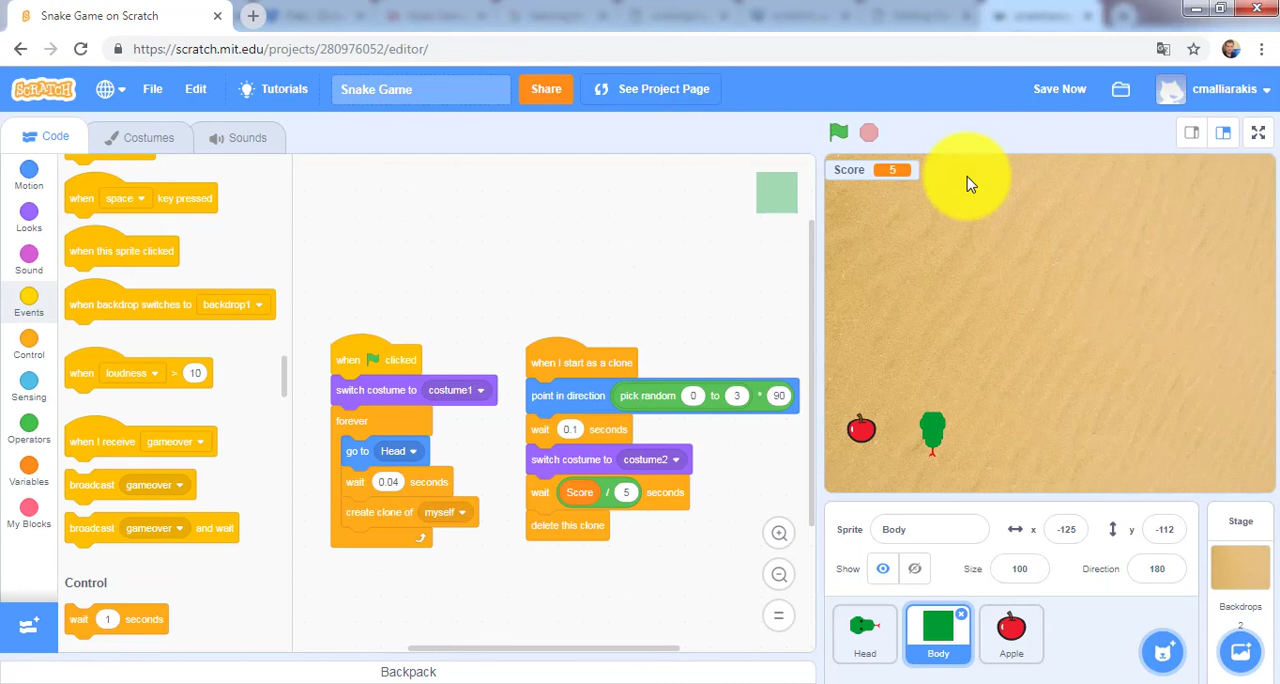 Snake Game on Scratch
https://scratch.mit.edu/projects/280976052/editor/
SCRATCH
File
Edit
Tutorials
Snake Game
Share
See Project Page
Save Now
cmalliarakis
Code
Costumes
Sounds
Motion
Looks
Sound
Events
Control
Sensing
Operators
Variables
My Blocks
when space key pressed
when this sprite clicked
when backdrop switches to backdrop1
when loudness > 10
when I receive gameover
broadcast gameover
broadcast gameover and wait
Control
wait 1 seconds
when clicked
switch costume to costume1
forever
go to Head
wait 0.04 seconds
create clone of myself
when I start as a clone
point in direction pick random 0 to 3 * 90
wait 0.1 seconds
switch costume to costume2
wait Score / 5 seconds
delete this clone
Backpack
Score 5
Sprite Body x -125 y -112
Show Size 100 Direction 180
Head
Body
Apple
Stage
Backdrops
2